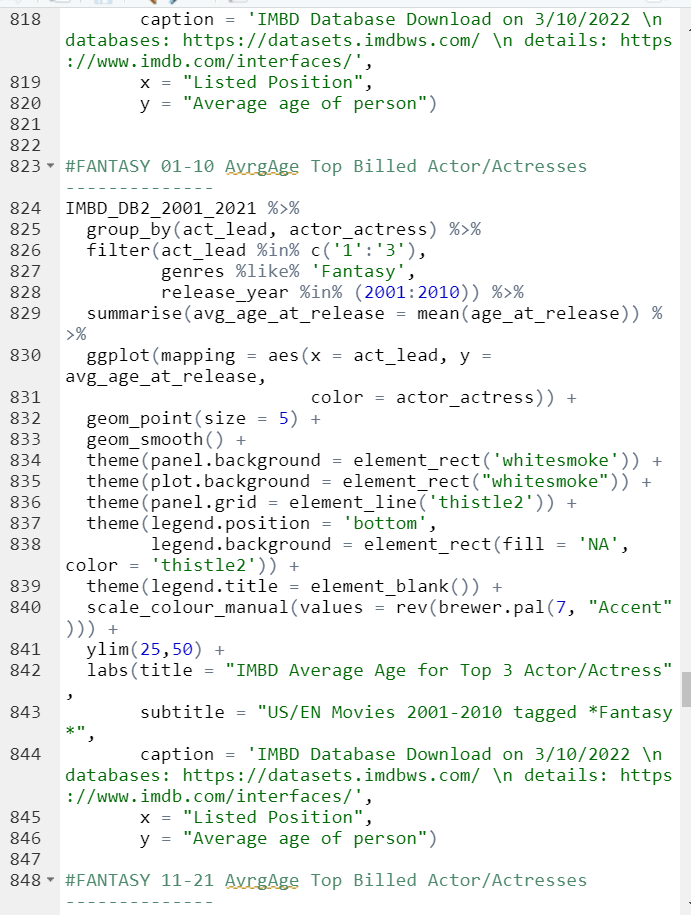 818        caption = 'IMBD Database Download on 3/10/2022 \n
databases: https://datasets.imdbws.com/ \n details: https
://www.imdb.com/interfaces/',
819        x = "Listed Position",
820        y = "Average age of person")
821
822
823 #FANTASY 01-10 AvrgAge Top Billed Actor/Actresses
--------------
824 IMBD_DB2_2001_2021 %>%
825   group_by(act_lead, actor_actress) %>%
826   filter(act_lead %in% c('1':'3'),
827          genres %like% 'Fantasy',
828          release_year %in% (2001:2010)) %>%
829   summarise(avg_age_at_release = mean(age_at_release)) %
>%
830   ggplot(mapping = aes(x = act_lead, y =
avg_age_at_release,
831                        color = actor_actress)) +
832   geom_point(size = 5) +
833   geom_smooth() +
834   theme(panel.background = element_rect('whitesmoke')) +
835   theme(plot.background = element_rect("whitesmoke")) +
836   theme(panel.grid = element_line('thistle2')) +
837   theme(legend.position = 'bottom',
838         legend.background = element_rect(fill = 'NA',
color = 'thistle2')) +
839   theme(legend.title = element_blank()) +
840   scale_colour_manual(values = rev(brewer.pal(7, "Accent"
))) +
841   ylim(25,50) +
842   labs(title = "IMBD Average Age for Top 3 Actor/Actress"
,
843        subtitle = "US/EN Movies 2001-2010 tagged *Fantasy
*",
844        caption = 'IMBD Database Download on 3/10/2022 \n
databases: https://datasets.imdbws.com/ \n details: https
://www.imdb.com/interfaces/',
845        x = "Listed Position",
846        y = "Average age of person")
847
848 #FANTASY 11-21 AvrgAge Top Billed Actor/Actresses
--------------